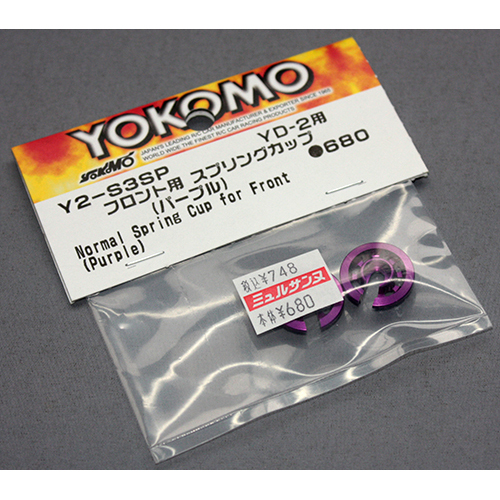 YOKOMO
JAPAN'S LEADING R/C CAR MANUFACTURER & EXPORTER SINCE 1983
WORLD WIDE THE FINEST R/C CAR RACING PRODUCTS
YOKOMO
Y2-S3SP YD-2用
フロント用 スプリングカップ
(パープル) ●680
Normal Spring Cup for Front
(Purple)
税込¥748
ミュルサンヌ
本体¥680